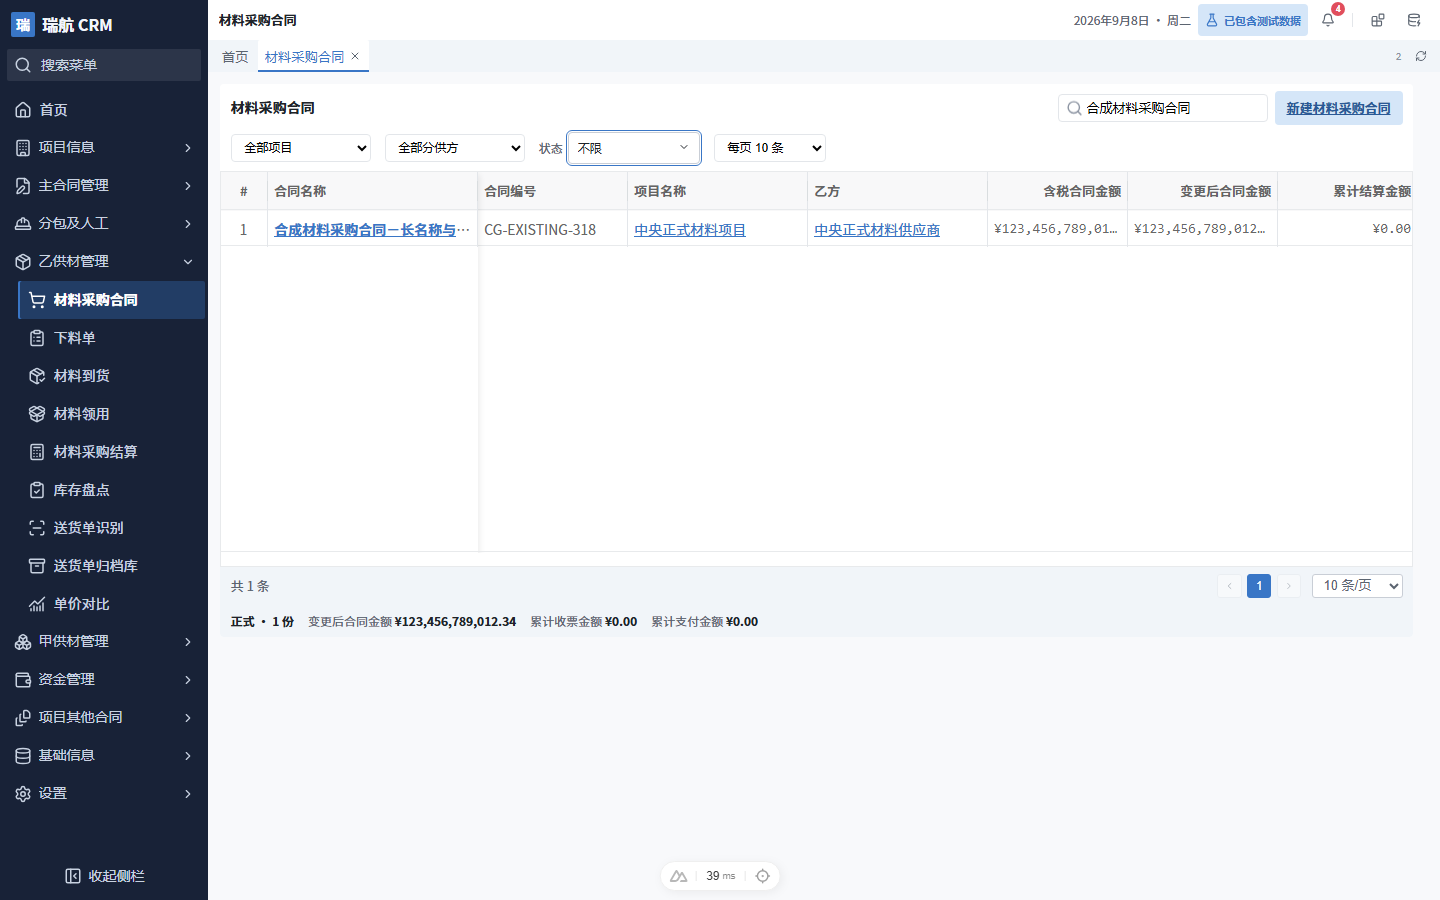 瑞 瑞航 CRM
搜索菜单
首页
项目信息
主合同管理
分包及人工
乙供材管理
材料采购合同
下料单
材料到货
材料领用
材料采购结算
库存盘点
送货单识别
送货单归档库
单价对比
甲供材管理
资金管理
项目其他合同
基础信息
设置
收起侧栏
材料采购合同
2026年9月8日 • 周二 已包含测试数据 4
首页 材料采购合同 2
材料采购合同 合成材料采购合同 新建材料采购合同
全部项目 全部分供方 状态 不限 每页 10 条
# 合同名称 合同编号 项目名称 乙方 含税合同金额 变更后合同金额 累计结算金额
1 合成材料采购合同—长名称与… CG-EXISTING-318 中央正式材料项目 中央正式材料供应商 ¥123,456,789,01… ¥123,456,789,012… ¥0.00
共 1 条 1 10 条/页
正式 • 1 份 变更后合同金额 ¥123,456,789,012.34 累计收票金额 ¥0.00 累计支付金额 ¥0.00
39 ms